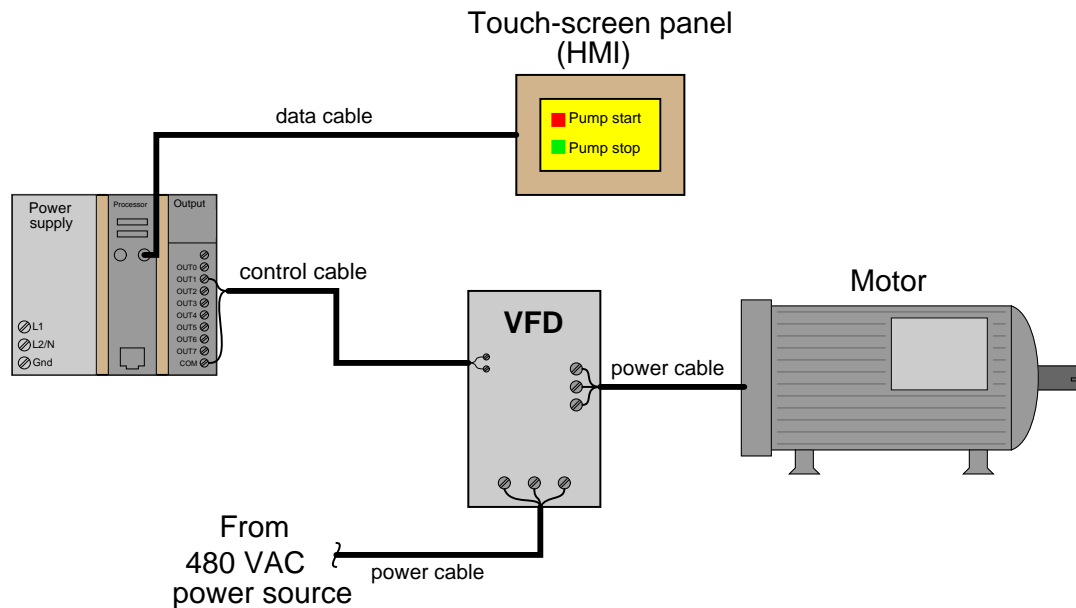 Touch-screen panel
(HMI)
data cable
Pump start
Pump stop
Power
supply
Processor
Output
OUT0
OUT1
OUT2
OUT3
OUT4
OUT5
OUT6
OUT7
COM
L1
L2/N
Gnd
control cable
VFD
Motor
power cable
From
480 VAC
power source
power cable